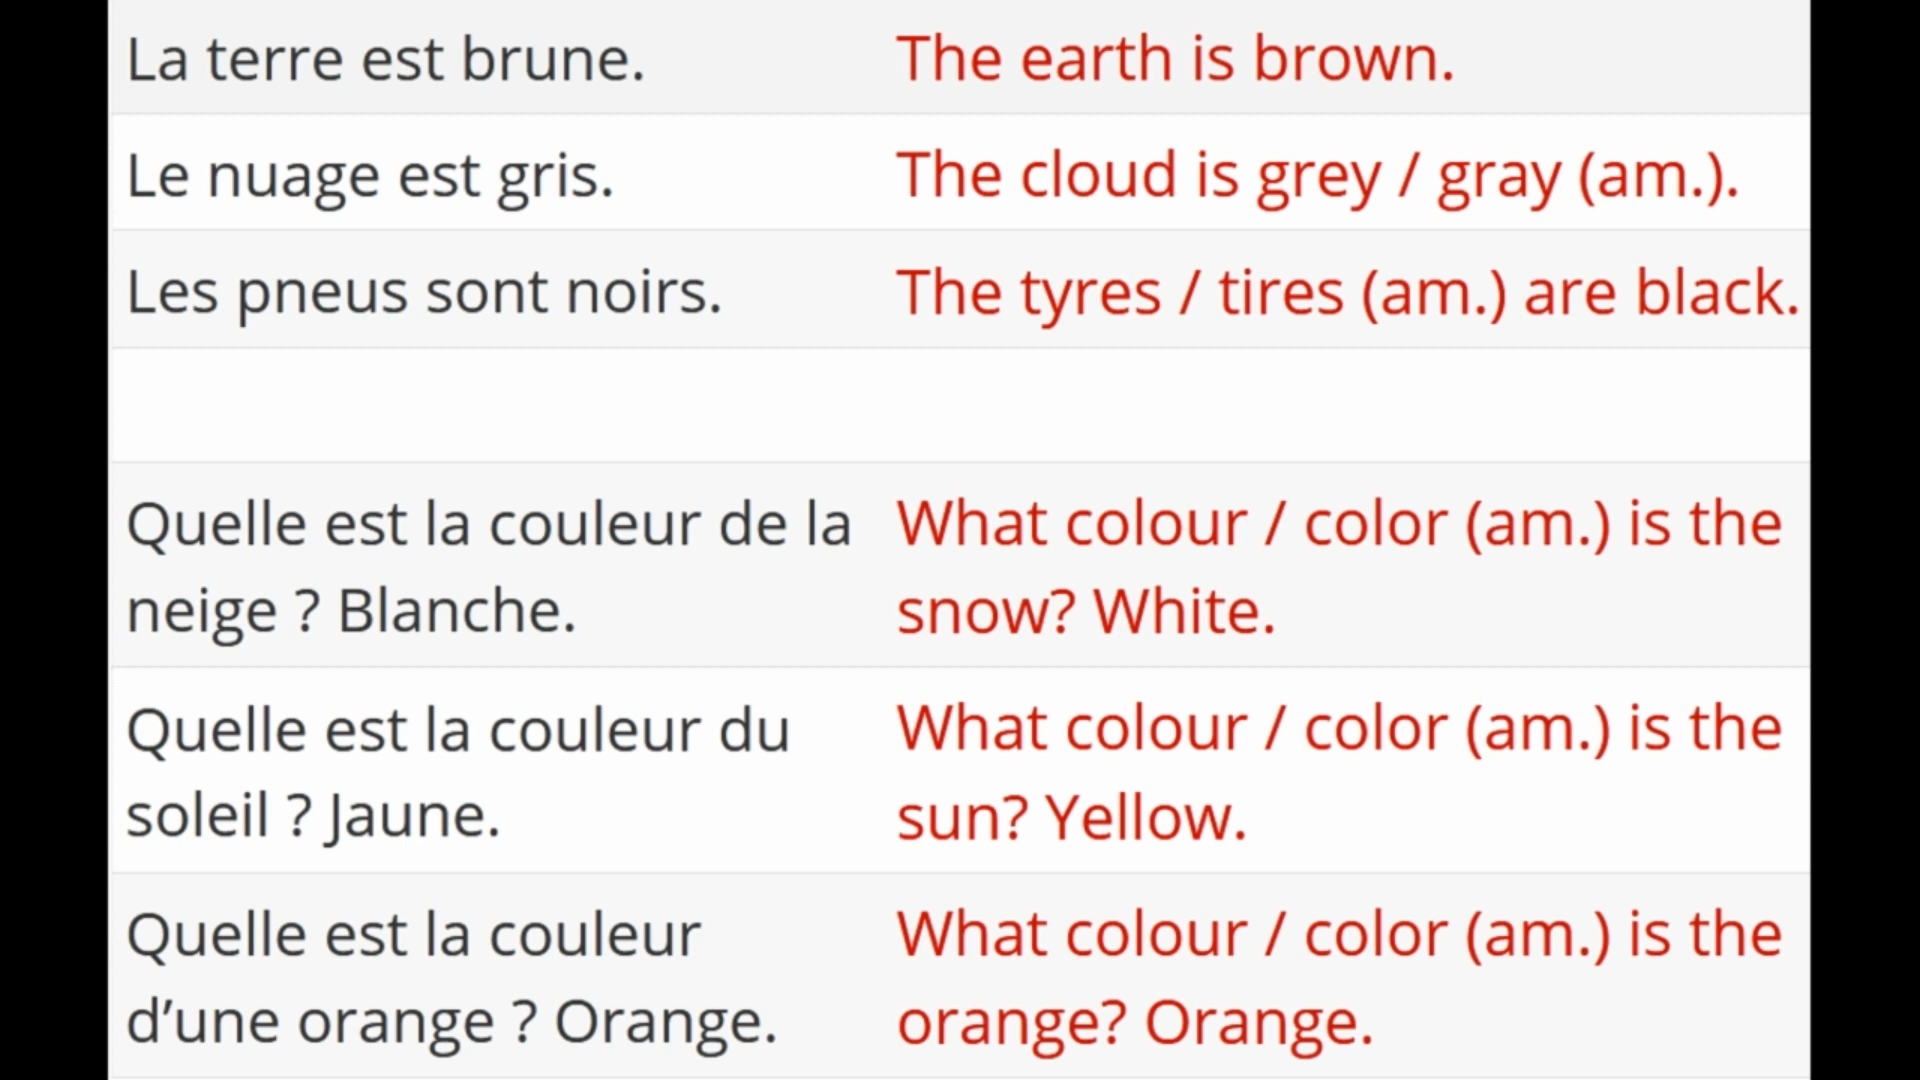 La terre est brune. The earth is brown.
Le nuage est gris. The cloud is grey / gray (am.).
Les pneus sont noirs. The tyres / tires (am.) are black.
Quelle est la couleur de la What colour / color (am.) is the
neige ? Blanche. snow? White.
Quelle est la couleur du What colour / color (am.) is the
soleil ? Jaune. sun? Yellow.
Quelle est la couleur What colour / color (am.) is the
d’une orange ? Orange. orange? Orange.